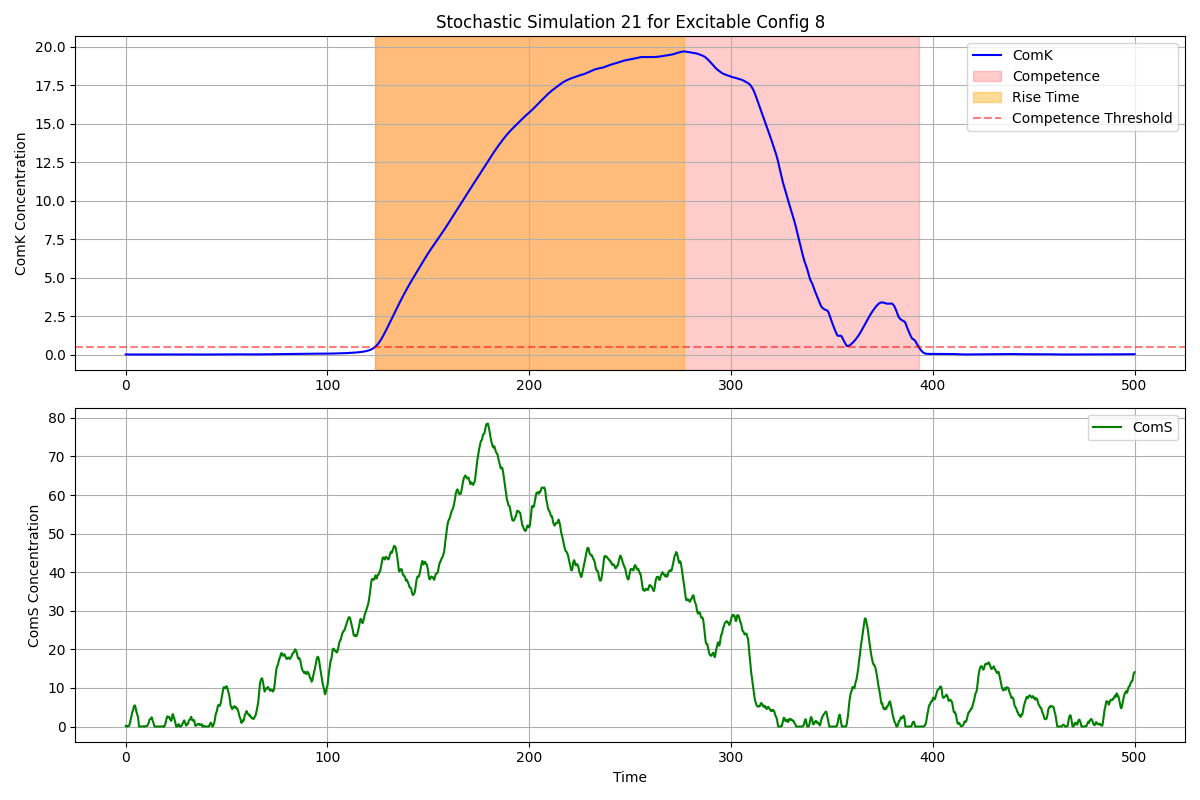 Stochastic Simulation 21 for Excitable Config 8
ComK Concentration
20.0
17.5
15.0
12.5
10.0
7.5
5.0
2.5
0.0
ComK
Competence
Rise Time
Competence Threshold
0 100 200 300 400 500
ComS Concentration
80
70
60
50
40
30
20
10
0
ComS
0 100 200 300 400 500
Time